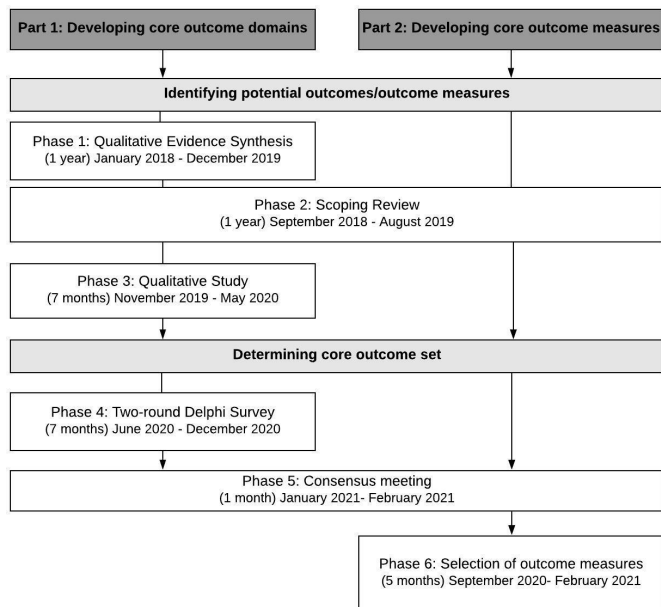 Part 1: Developing core outcome domains
Part 2: Developing core outcome measures
Identifying potential outcomes/outcome measures
Phase 1: Qualitative Evidence Synthesis
(1 year) January 2018 - December 2019
Phase 2: Scoping Review
(1 year) September 2018 - August 2019
Phase 3: Qualitative Study
(7 months) November 2019 - May 2020
Determining core outcome set
Phase 4: Two-round Delphi Survey
(7 months) June 2020 - December 2020
Phase 5: Consensus meeting
(1 month) January 2021- February 2021
Phase 6: Selection of outcome measures
(5 months) September 2020- February 2021